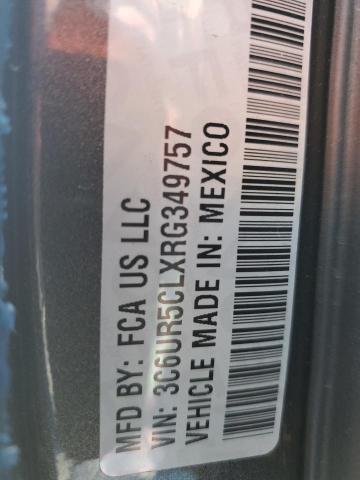 MFD BY: FCA US LLC
VIN: 3C6UR5CLXRG349757
VEHICLE MADE IN: MEXICO